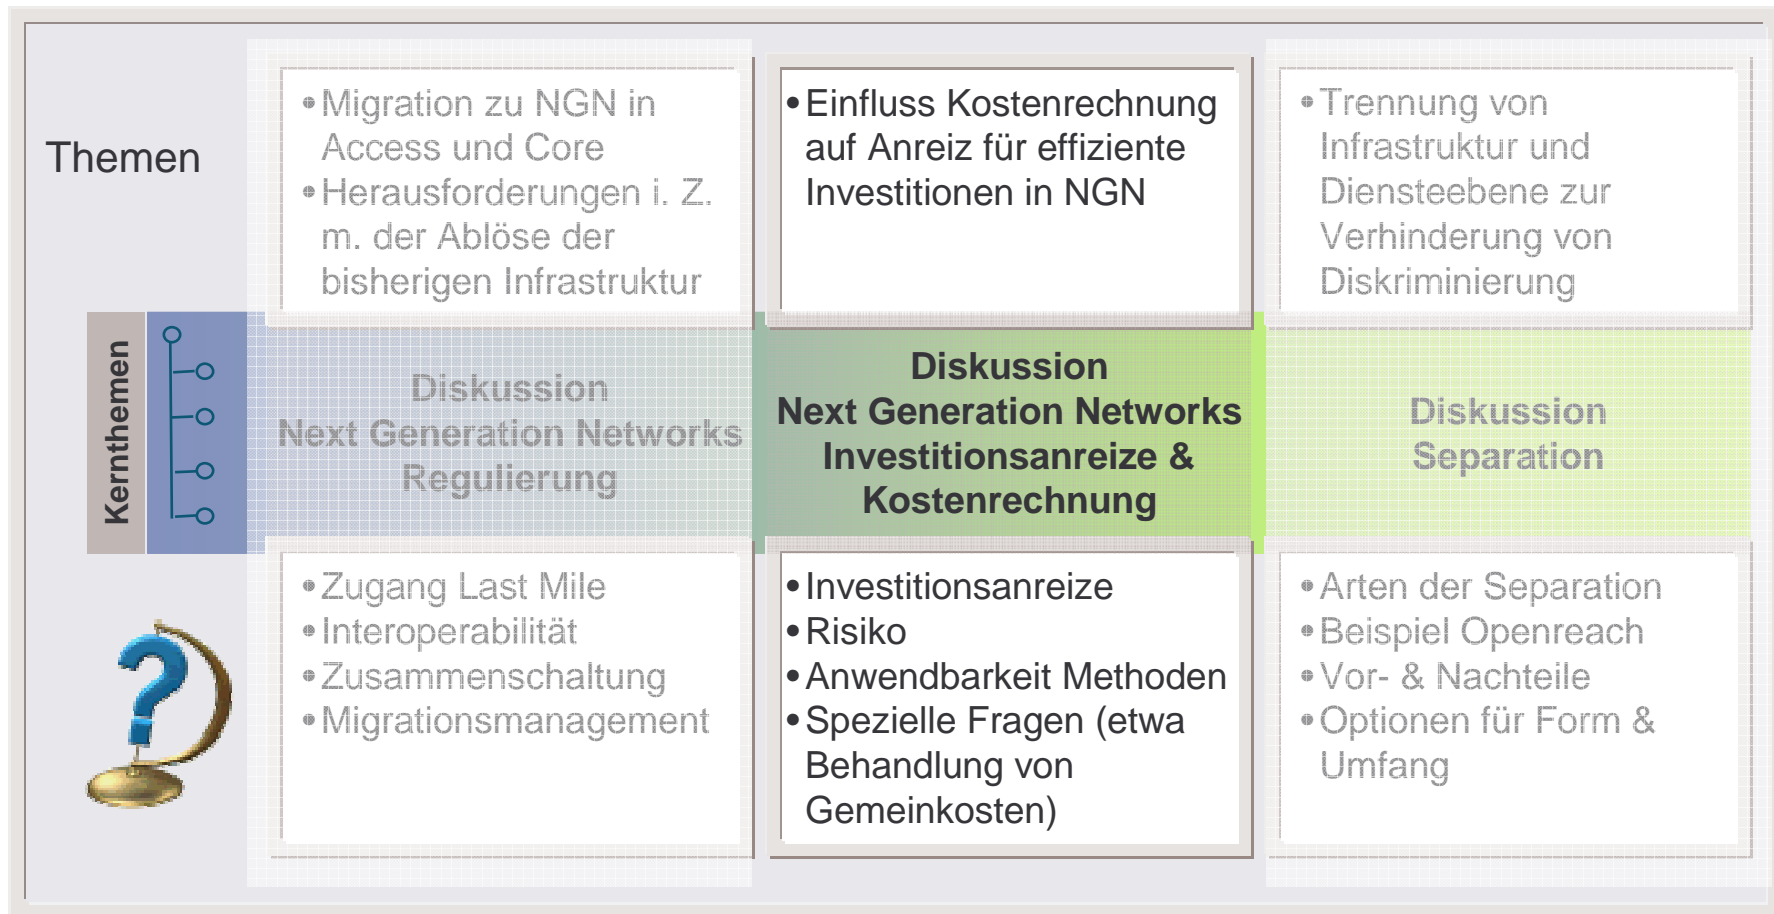 Themen
• Migration zu NGN in
Access und Core
• Herausforderungen i. Z.
m. der Ablöse der
bisherigen Infrastruktur
• Einfluss Kostenrechnung
auf Anreiz für effiziente
Investitionen in NGN
• Trennung von
Infrastruktur und
Diensteebene zur
Verhinderung von
Diskriminierung
Kernthemen
Diskussion
Next Generation Networks
Regulierung
Diskussion
Next Generation Networks
Investitionsanreize &
Kostenrechnung
Diskussion
Separation
• Zugang Last Mile
• Interoperabilität
• Zusammenschaltung
• Migrationsmanagement
• Investitionsanreize
• Risiko
• Anwendbarkeit Methoden
• Spezielle Fragen (etwa
Behandlung von
Gemeinkosten)
• Arten der Separation
• Beispiel Openreach
• Vor- & Nachteile
• Optionen für Form &
Umfang